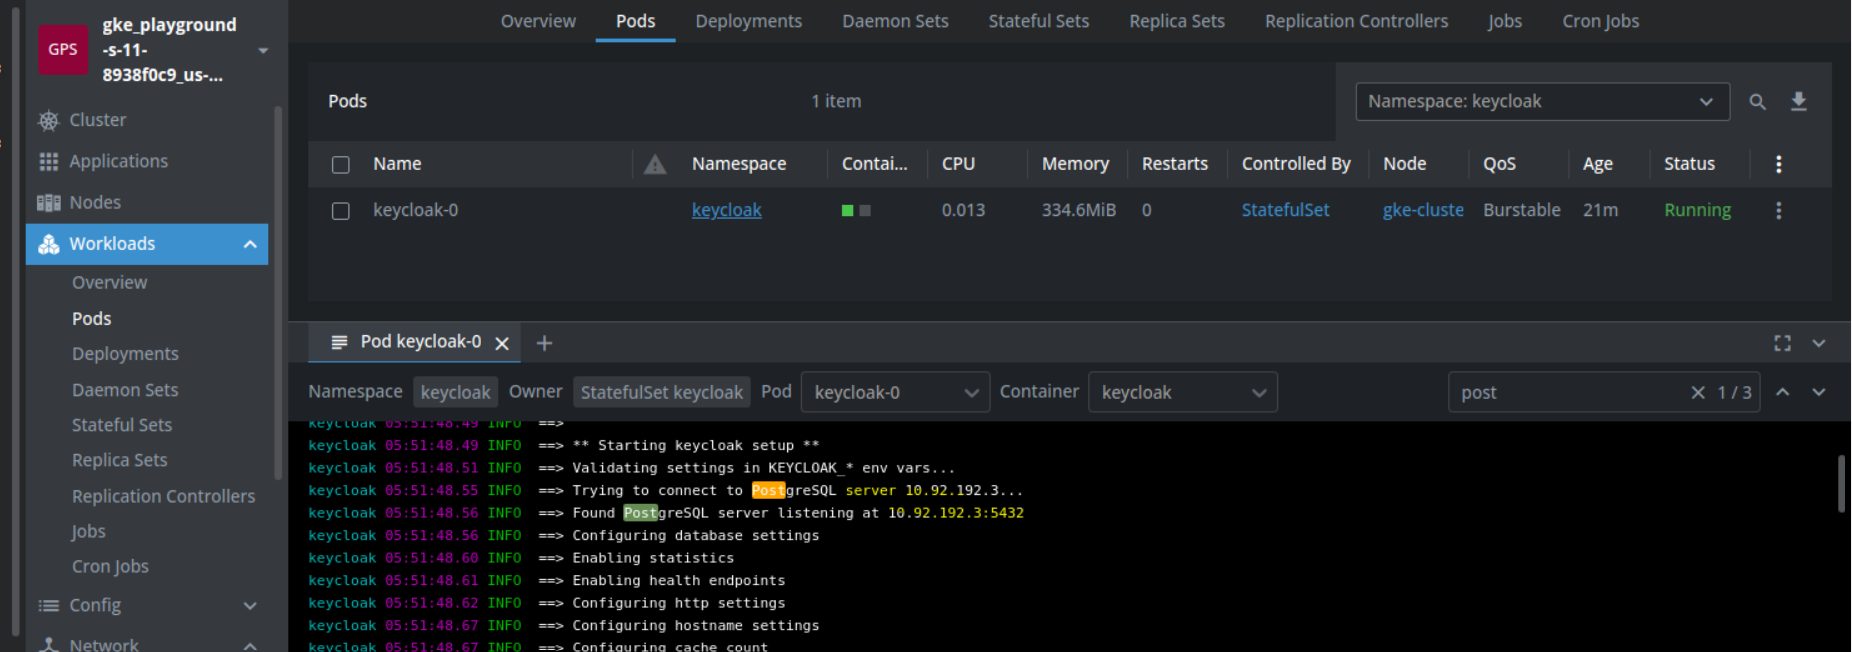 GPS
gke_playground
-s-11-
8938f0c9_us-...
Cluster
Applications
Nodes
Workloads
Overview
Pods
Deployments
Daemon Sets
Stateful Sets
Replica Sets
Replication Controllers
Jobs
Cron Jobs
Config
Network
Overview Pods Deployments Daemon Sets Stateful Sets Replica Sets Replication Controllers Jobs Cron Jobs
Pods 1 item Namespace: keycloak
Name Namespace Contai... CPU Memory Restarts Controlled By Node QoS Age Status
keycloak-0 keycloak 0.013 334.6MiB 0 StatefulSet gke-cluste Burstable 21m Running
Pod keycloak-0
Namespace keycloak Owner StatefulSet keycloak Pod keycloak-0 Container keycloak post 1 / 3
keycloak 05:51:48.49 INFO ==>
keycloak 05:51:48.49 INFO ==> ** Starting keycloak setup **
keycloak 05:51:48.51 INFO ==> Validating settings in KEYCLOAK_* env vars...
keycloak 05:51:48.55 INFO ==> Trying to connect to PostgreSQL server 10.92.192.3...
keycloak 05:51:48.56 INFO ==> Found PostgreSQL server listening at 10.92.192.3:5432
keycloak 05:51:48.56 INFO ==> Configuring database settings
keycloak 05:51:48.60 INFO ==> Enabling statistics
keycloak 05:51:48.61 INFO ==> Enabling health endpoints
keycloak 05:51:48.62 INFO ==> Configuring http settings
keycloak 05:51:48.67 INFO ==> Configuring hostname settings
keycloak 05:51:48.67 INFO ==> Configuring cache count